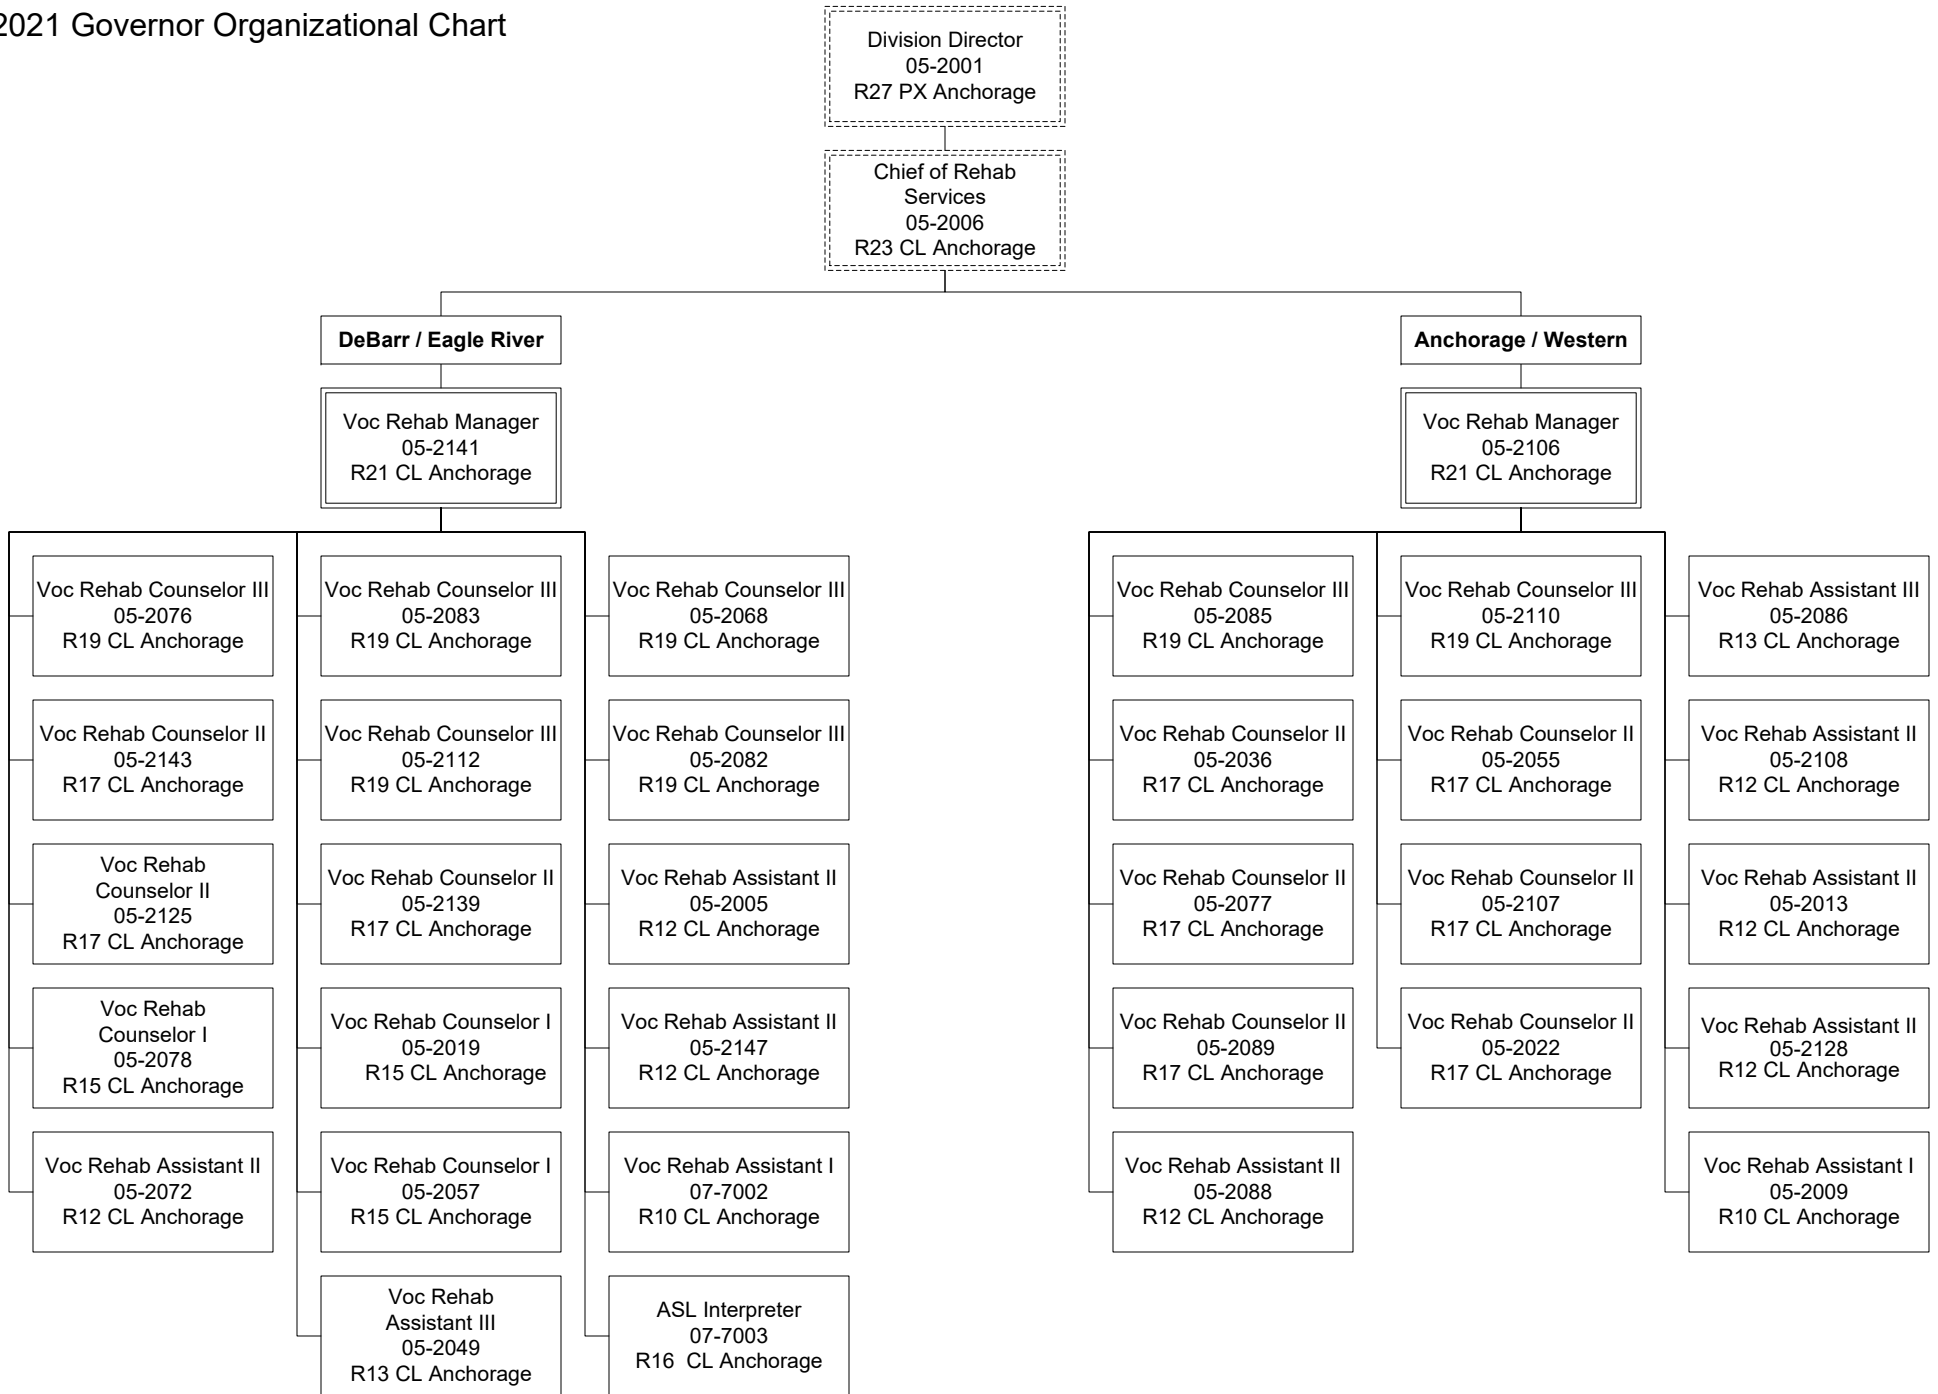 2021 Governor Organizational Chart
Division Director
05-2001
R27 PX Anchorage
Chief of Rehab
Services
05-2006
R23 CL Anchorage
DeBarr / Eagle River
Voc Rehab Manager
05-2141
R21 CL Anchorage
Voc Rehab Counselor III
05-2076
R19 CL Anchorage
Voc Rehab Counselor II
05-2143
R17 CL Anchorage
Voc Rehab
Counselor II
05-2125
R17 CL Anchorage
Voc Rehab
Counselor I
05-2078
R15 CL Anchorage
Voc Rehab Assistant II
05-2072
R12 CL Anchorage
Voc Rehab Counselor III
05-2083
R19 CL Anchorage
Voc Rehab Counselor III
05-2112
R19 CL Anchorage
Voc Rehab Counselor II
05-2139
R17 CL Anchorage
Voc Rehab Counselor I
05-2019
R15 CL Anchorage
Voc Rehab Counselor I
05-2057
R15 CL Anchorage
Voc Rehab
Assistant III
05-2049
R13 CL Anchorage
Voc Rehab Counselor III
05-2068
R19 CL Anchorage
Voc Rehab Counselor III
05-2082
R19 CL Anchorage
Voc Rehab Assistant II
05-2005
R12 CL Anchorage
Voc Rehab Assistant II
05-2147
R12 CL Anchorage
Voc Rehab Assistant I
07-7002
R10 CL Anchorage
ASL Interpreter
07-7003
R16 CL Anchorage
Anchorage / Western
Voc Rehab Manager
05-2106
R21 CL Anchorage
Voc Rehab Counselor III
05-2085
R19 CL Anchorage
Voc Rehab Counselor II
05-2036
R17 CL Anchorage
Voc Rehab Counselor II
05-2077
R17 CL Anchorage
Voc Rehab Counselor II
05-2089
R17 CL Anchorage
Voc Rehab Assistant II
05-2088
R12 CL Anchorage
Voc Rehab Counselor III
05-2110
R19 CL Anchorage
Voc Rehab Counselor II
05-2055
R17 CL Anchorage
Voc Rehab Counselor II
05-2107
R17 CL Anchorage
Voc Rehab Counselor II
05-2022
R17 CL Anchorage
Voc Rehab Assistant III
05-2086
R13 CL Anchorage
Voc Rehab Assistant II
05-2108
R12 CL Anchorage
Voc Rehab Assistant II
05-2013
R12 CL Anchorage
Voc Rehab Assistant II
05-2128
R12 CL Anchorage
Voc Rehab Assistant I
05-2009
R10 CL Anchorage